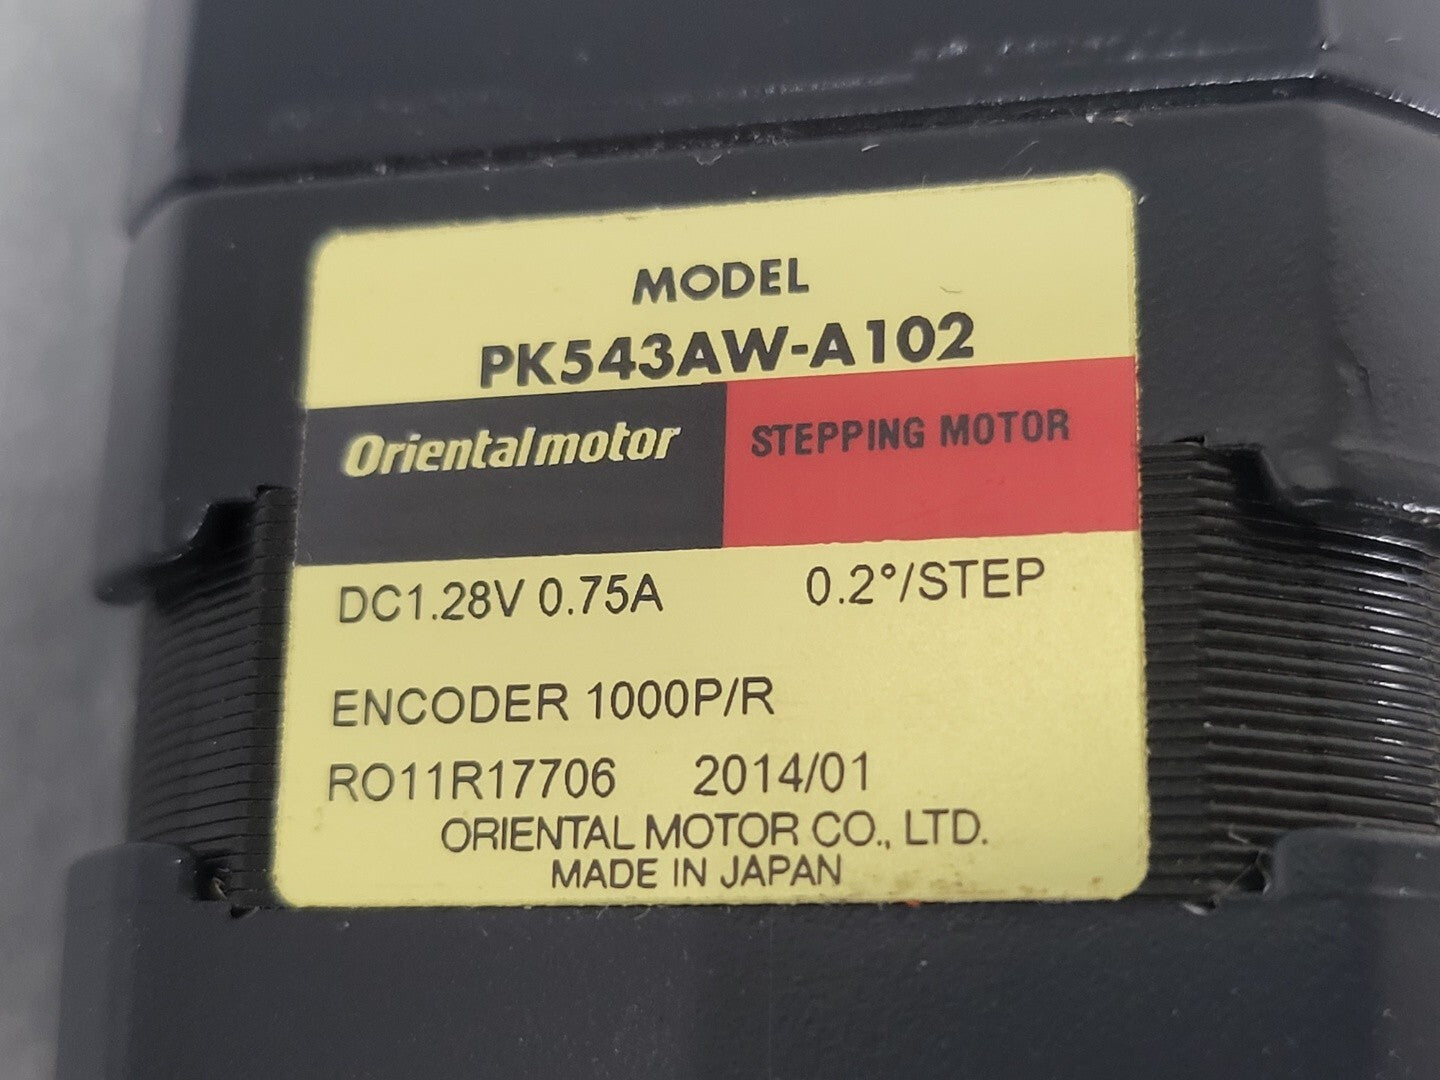 MODEL
PK543AW-A102
Orientalmotor STEPPING MOTOR
DC1.28V 0.75A 0.2°/STEP
ENCODER 1000P/R
RO11R17706 2014/01
ORIENTAL MOTOR CO., LTD.
MADE IN JAPAN